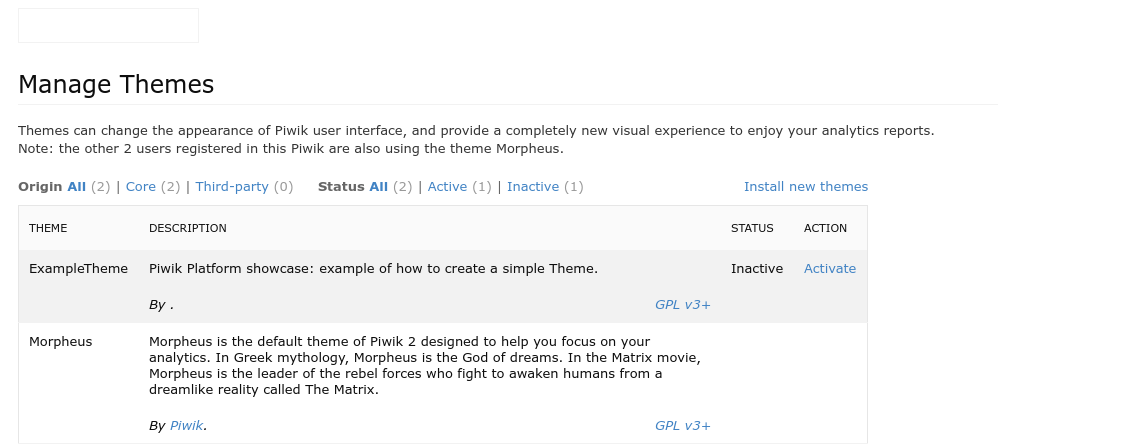 Manage Themes
Themes can change the appearance of Piwik user interface, and provide a completely new visual experience to enjoy your analytics reports.
Note: the other 2 users registered in this Piwik are also using the theme Morpheus.
Origin All (2) | Core (2) | Third-party (0) Status All (2) | Active (1) | Inactive (1) Install new themes
THEME DESCRIPTION STATUS ACTION
ExampleTheme Piwik Platform showcase: example of how to create a simple Theme. Inactive Activate
By . GPL v3+
Morpheus Morpheus is the default theme of Piwik 2 designed to help you focus on your
analytics. In Greek mythology, Morpheus is the God of dreams. In the Matrix movie,
Morpheus is the leader of the rebel forces who fight to awaken humans from a
dreamlike reality called The Matrix.
By Piwik. GPL v3+